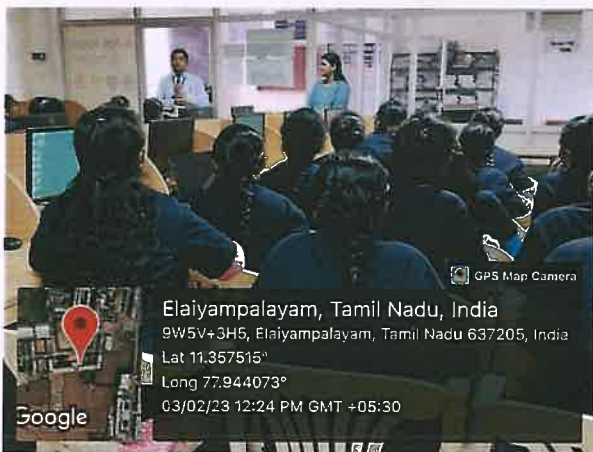 GPS Map Camera
Elaiyampalayam, Tamil Nadu, India
9W5V+3H5, Elaiyampalayam, Tamil Nadu 637205, India
Lat 11.357515°
Long 77.944073°
03/02/23 12:24 PM GMT +05:30
Google